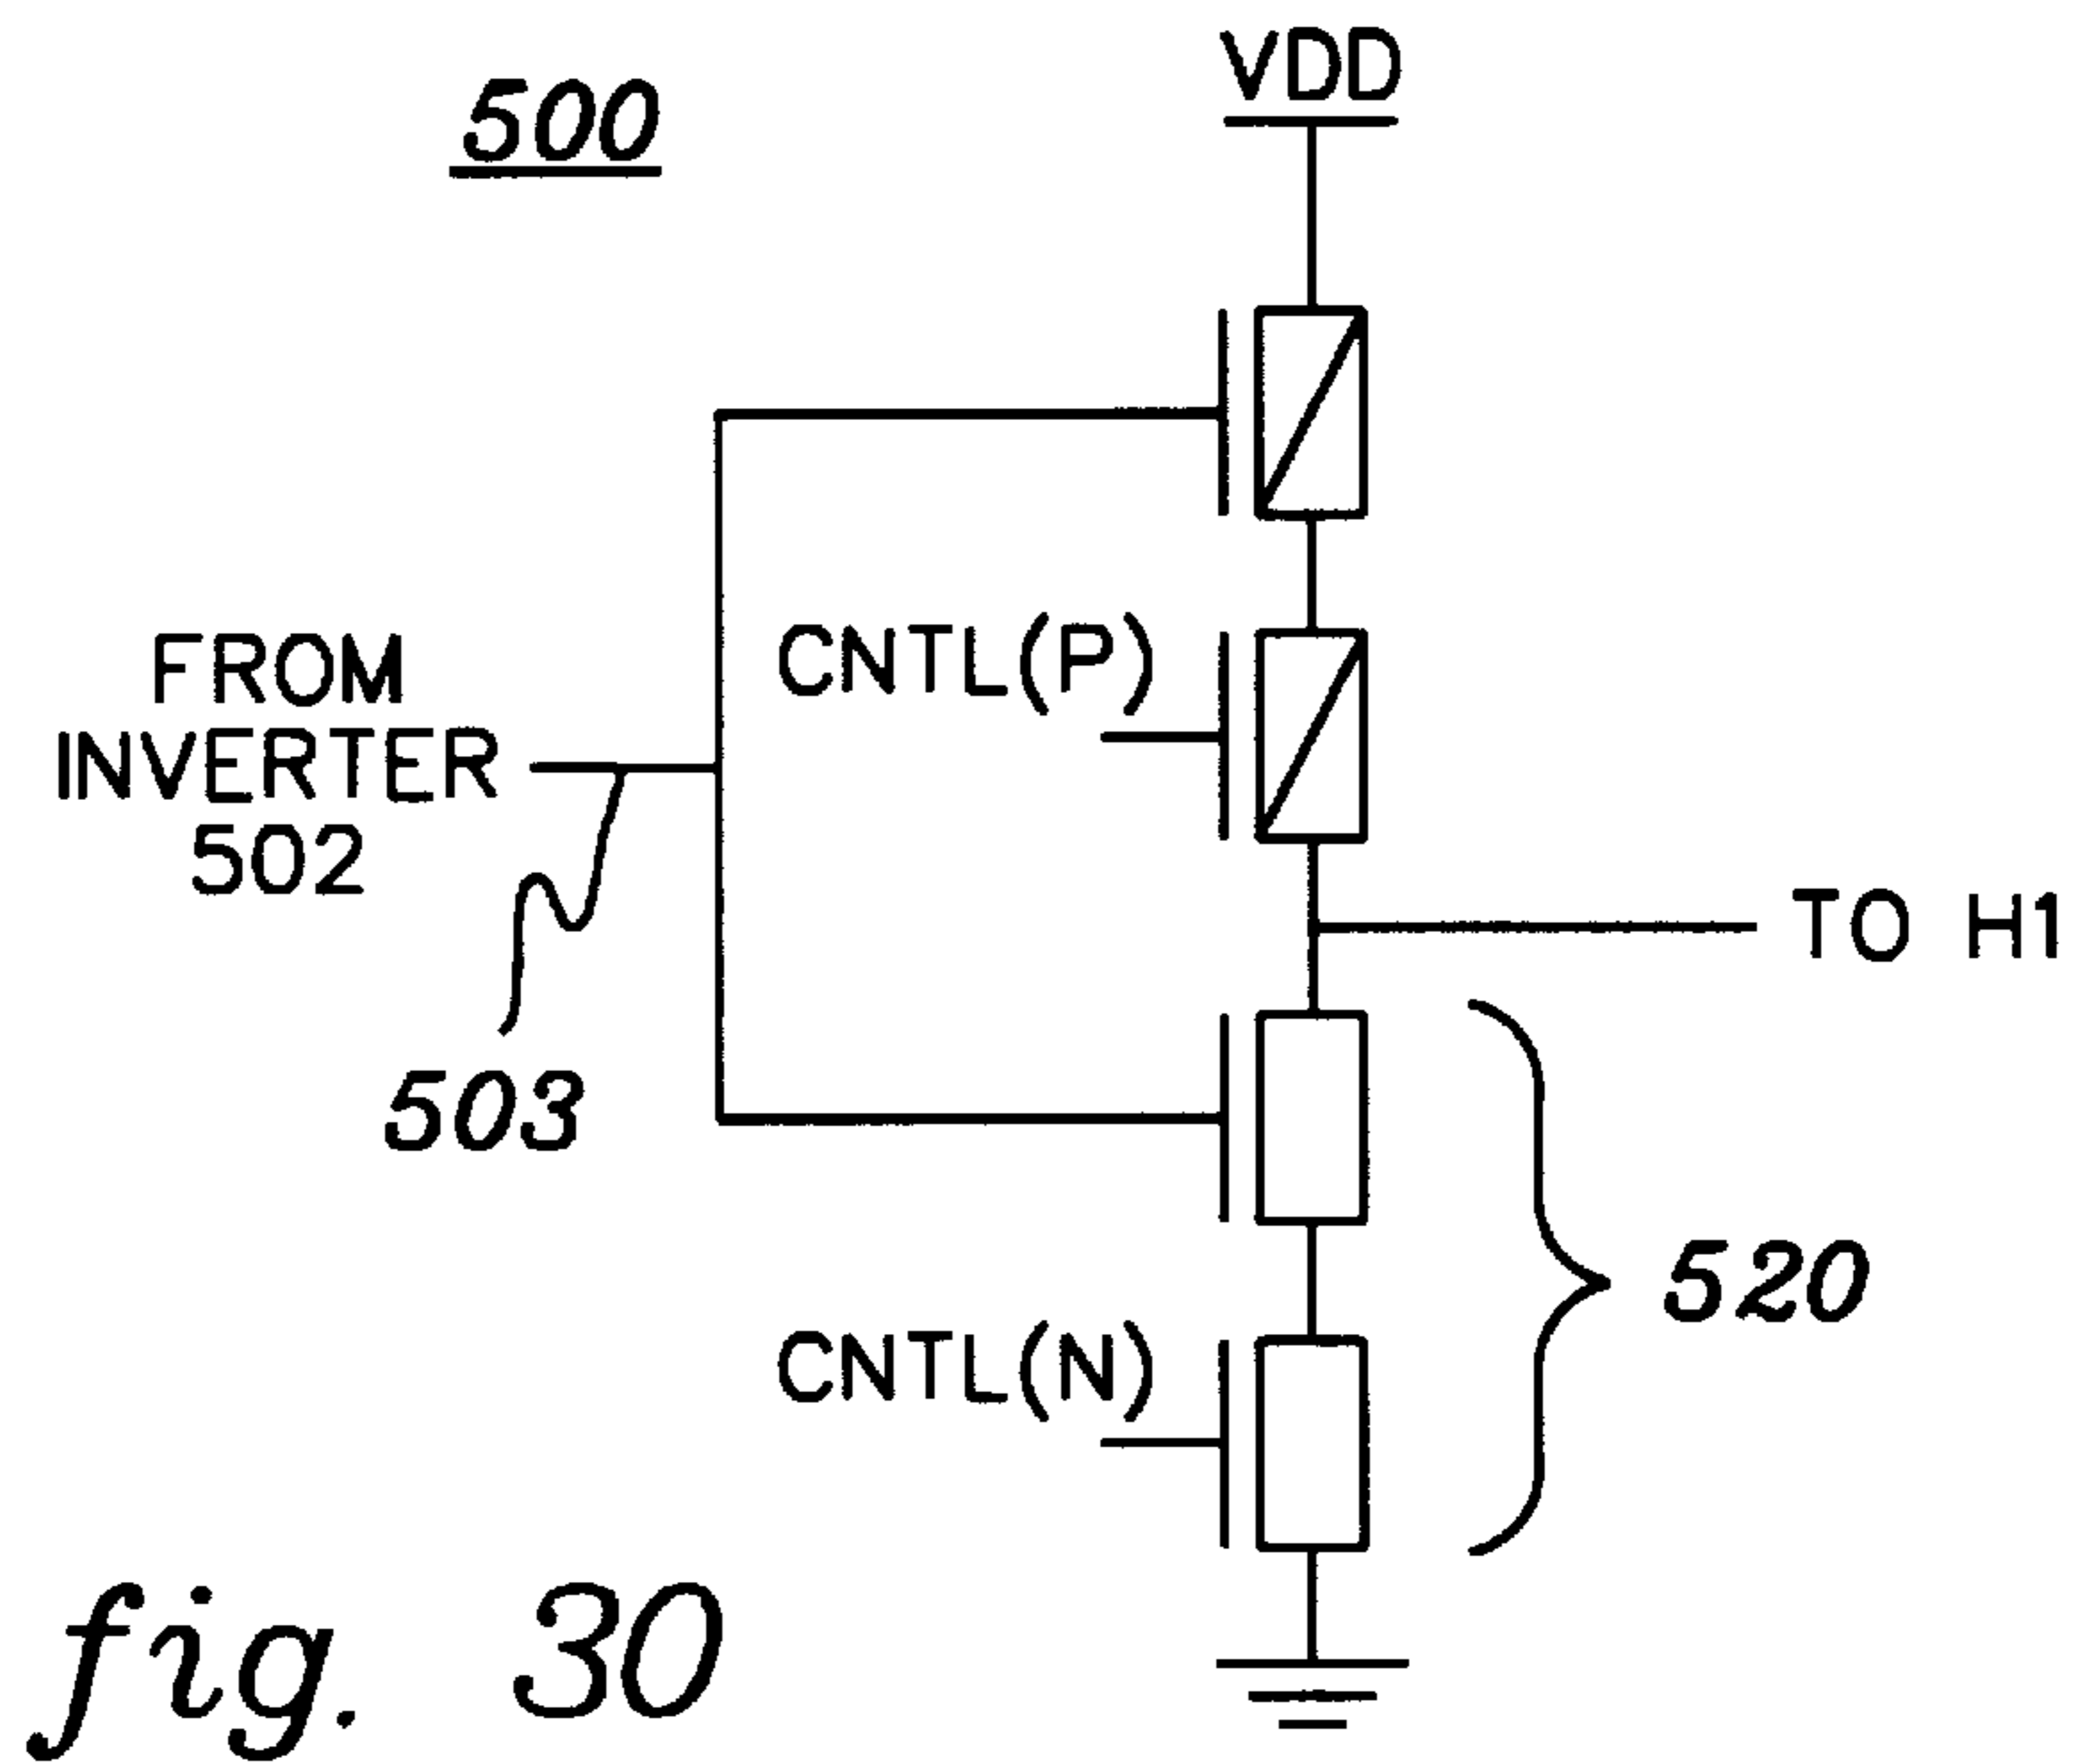 500
VDD
CNTL(P)
FROM
INVERTER
502
TO H1
503
520
CNTL(N)
fig. 30